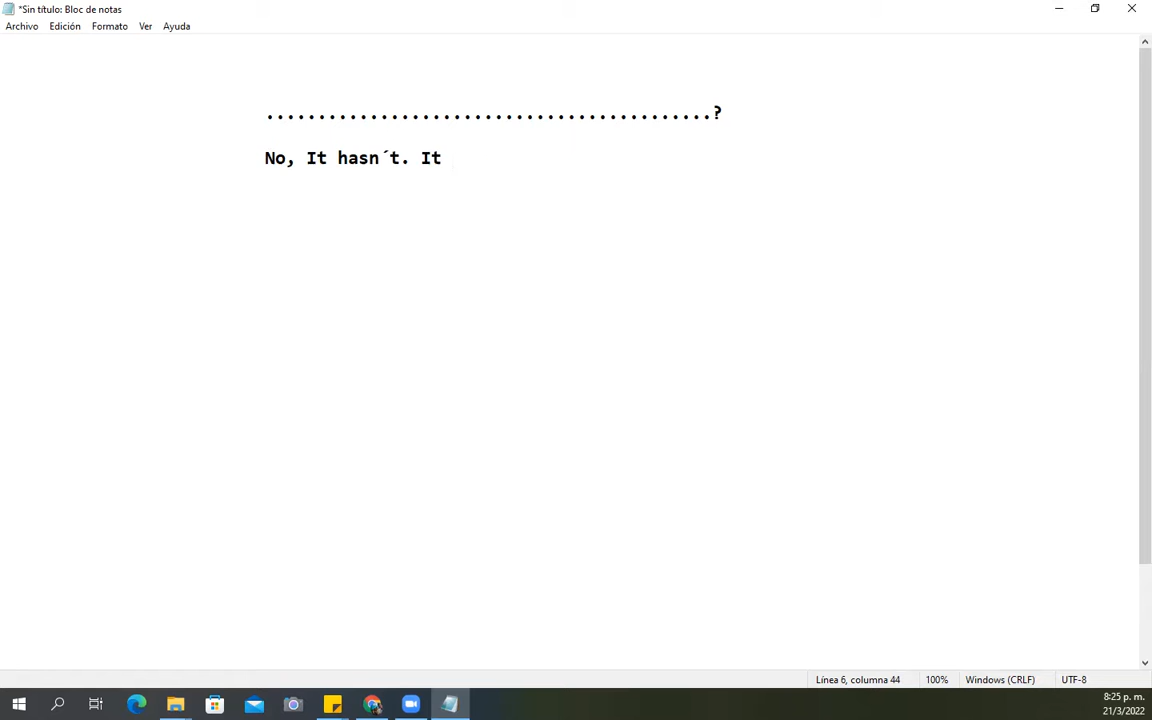 *Sin título: Bloc de notas
Archivo Edición Formato Ver Ayuda
...........................................?
No, It hasn´t. It
Línea 6, columna 44 100% Windows (CRLF) UTF-8
8:25 p. m.
21/3/2022